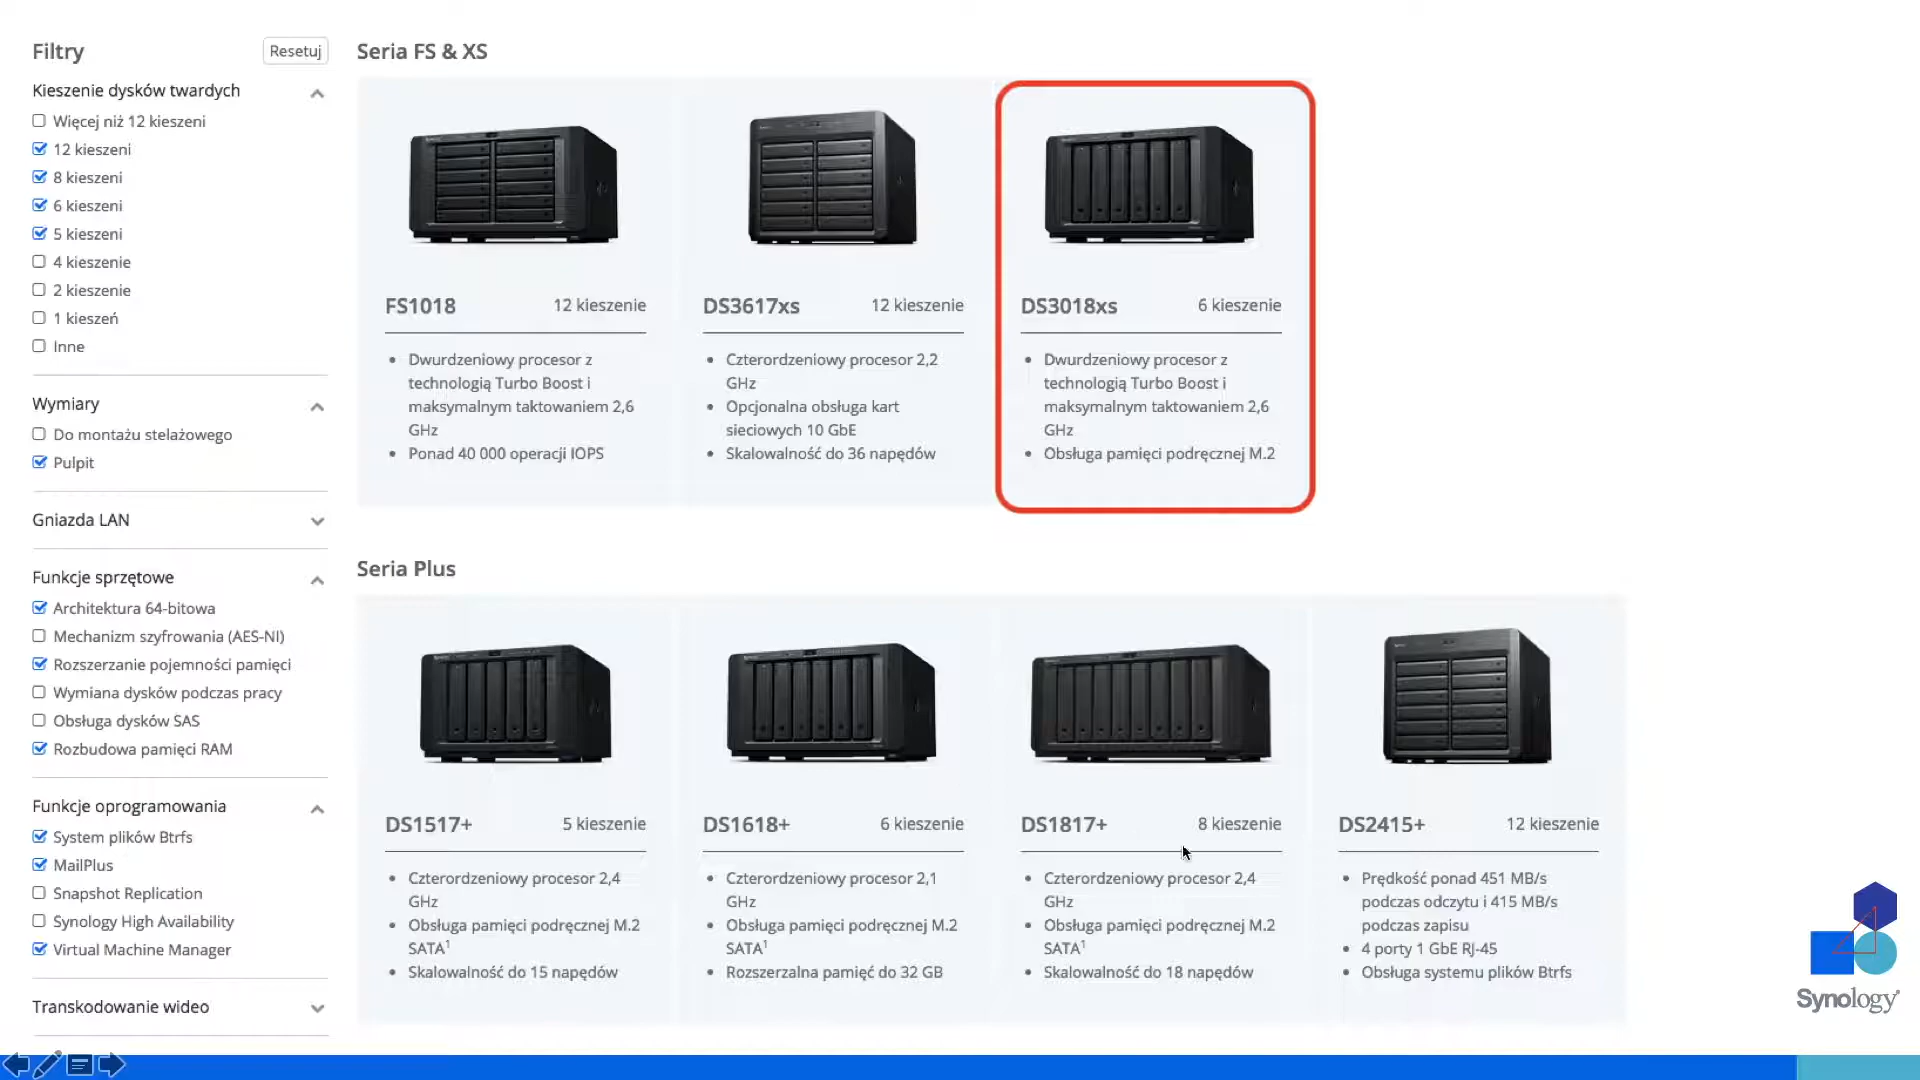 Filtry
Resetuj
Kieszenie dysków twardych
Więcej niż 12 kieszeni
12 kieszeni
8 kieszeni
6 kieszeni
5 kieszeni
4 kieszenie
2 kieszenie
1 kieszeń
Inne
Wymiary
Do montażu stelażowego
Pulpit
Gniazda LAN
Funkcje sprzętowe
Architektura 64-bitowa
Mechanizm szyfrowania (AES-NI)
Rozszerzanie pojemności pamięci
Wymiana dysków podczas pracy
Obsługa dysków SAS
Rozbudowa pamięci RAM
Funkcje oprogramowania
System plików Btrfs
MailPlus
Snapshot Replication
Synology High Availability
Virtual Machine Manager
Transkodowanie wideo
Seria FS & XS
FS1018 12 kieszenie
• Dwurdzeniowy procesor z
technologią Turbo Boost i
maksymalnym taktowaniem 2,6
GHz
• Ponad 40 000 operacji IOPS
DS3617xs 12 kieszenie
• Czterordzeniowy procesor 2,2
GHz
• Opcjonalna obsługa kart
sieciowych 10 GbE
• Skalowalność do 36 napędów
DS3018xs 6 kieszenie
• Dwurdzeniowy procesor z
technologią Turbo Boost i
maksymalnym taktowaniem 2,6
GHz
• Obsługa pamięci podręcznej M.2
Seria Plus
DS1517+ 5 kieszenie
• Czterordzeniowy procesor 2,4
GHz
• Obsługa pamięci podręcznej M.2
SATA¹
• Skalowalność do 15 napędów
DS1618+ 6 kieszenie
• Czterordzeniowy procesor 2,1
GHz
• Obsługa pamięci podręcznej M.2
SATA¹
• Rozszerzalna pamięć do 32 GB
DS1817+ 8 kieszenie
• Czterordzeniowy procesor 2,4
GHz
• Obsługa pamięci podręcznej M.2
SATA¹
• Skalowalność do 18 napędów
DS2415+ 12 kieszenie
• Prędkość ponad 451 MB/s
podczas odczytu i 415 MB/s
podczas zapisu
• 4 porty 1 GbE RJ-45
• Obsługa systemu plików Btrfs
Synology